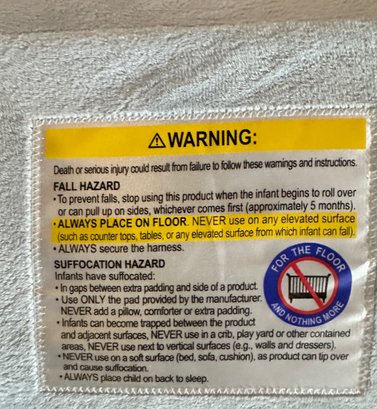 ⚠WARNING:
Death or serious injury could result from failure to follow these warnings and instructions.
FALL HAZARD
• To prevent falls, stop using this product when the infant begins to roll over
or can pull up on sides, whichever comes first (approximately 5 months).
• ALWAYS PLACE ON FLOOR. NEVER use on any elevated surface
(such as counter tops, tables, or any elevated surface from which infant can fall).
• ALWAYS secure the harness.
SUFFOCATION HAZARD
Infants have suffocated:
• In gaps between extra padding and side of a product.
• Use ONLY the pad provided by the manufacturer.
NEVER add a pillow, comforter or extra padding.
• Infants can become trapped between the product
and adjacent surfaces, NEVER use in a crib, play yard or other contained
areas, NEVER use next to vertical surfaces (e.g., walls and dressers).
• NEVER use on a soft surface (bed, sofa, cushion), as product can tip over
and cause suffocation.
• ALWAYS place child on back to sleep.
FOR THE FLOOR
AND NOTHING MORE